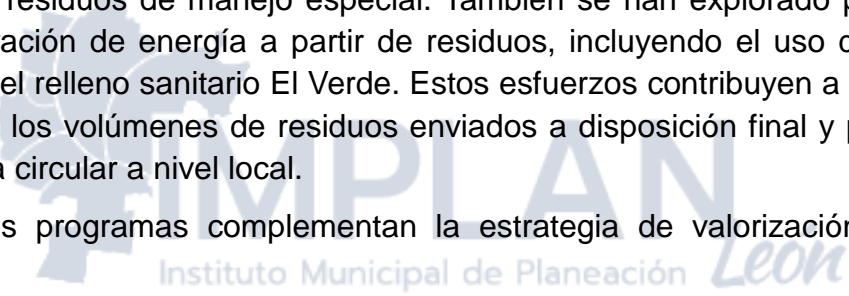 residuos de manejo especial. También se han explorado
ación de energía a partir de residuos, incluyendo el uso
el relleno sanitario El Verde. Estos esfuerzos contribuyen a
los volúmenes de residuos enviados a disposición final y
circular a nivel local.
IMPLAN
s programas complementan la estrategia de valorización
Instituto Municipal de Planeación León